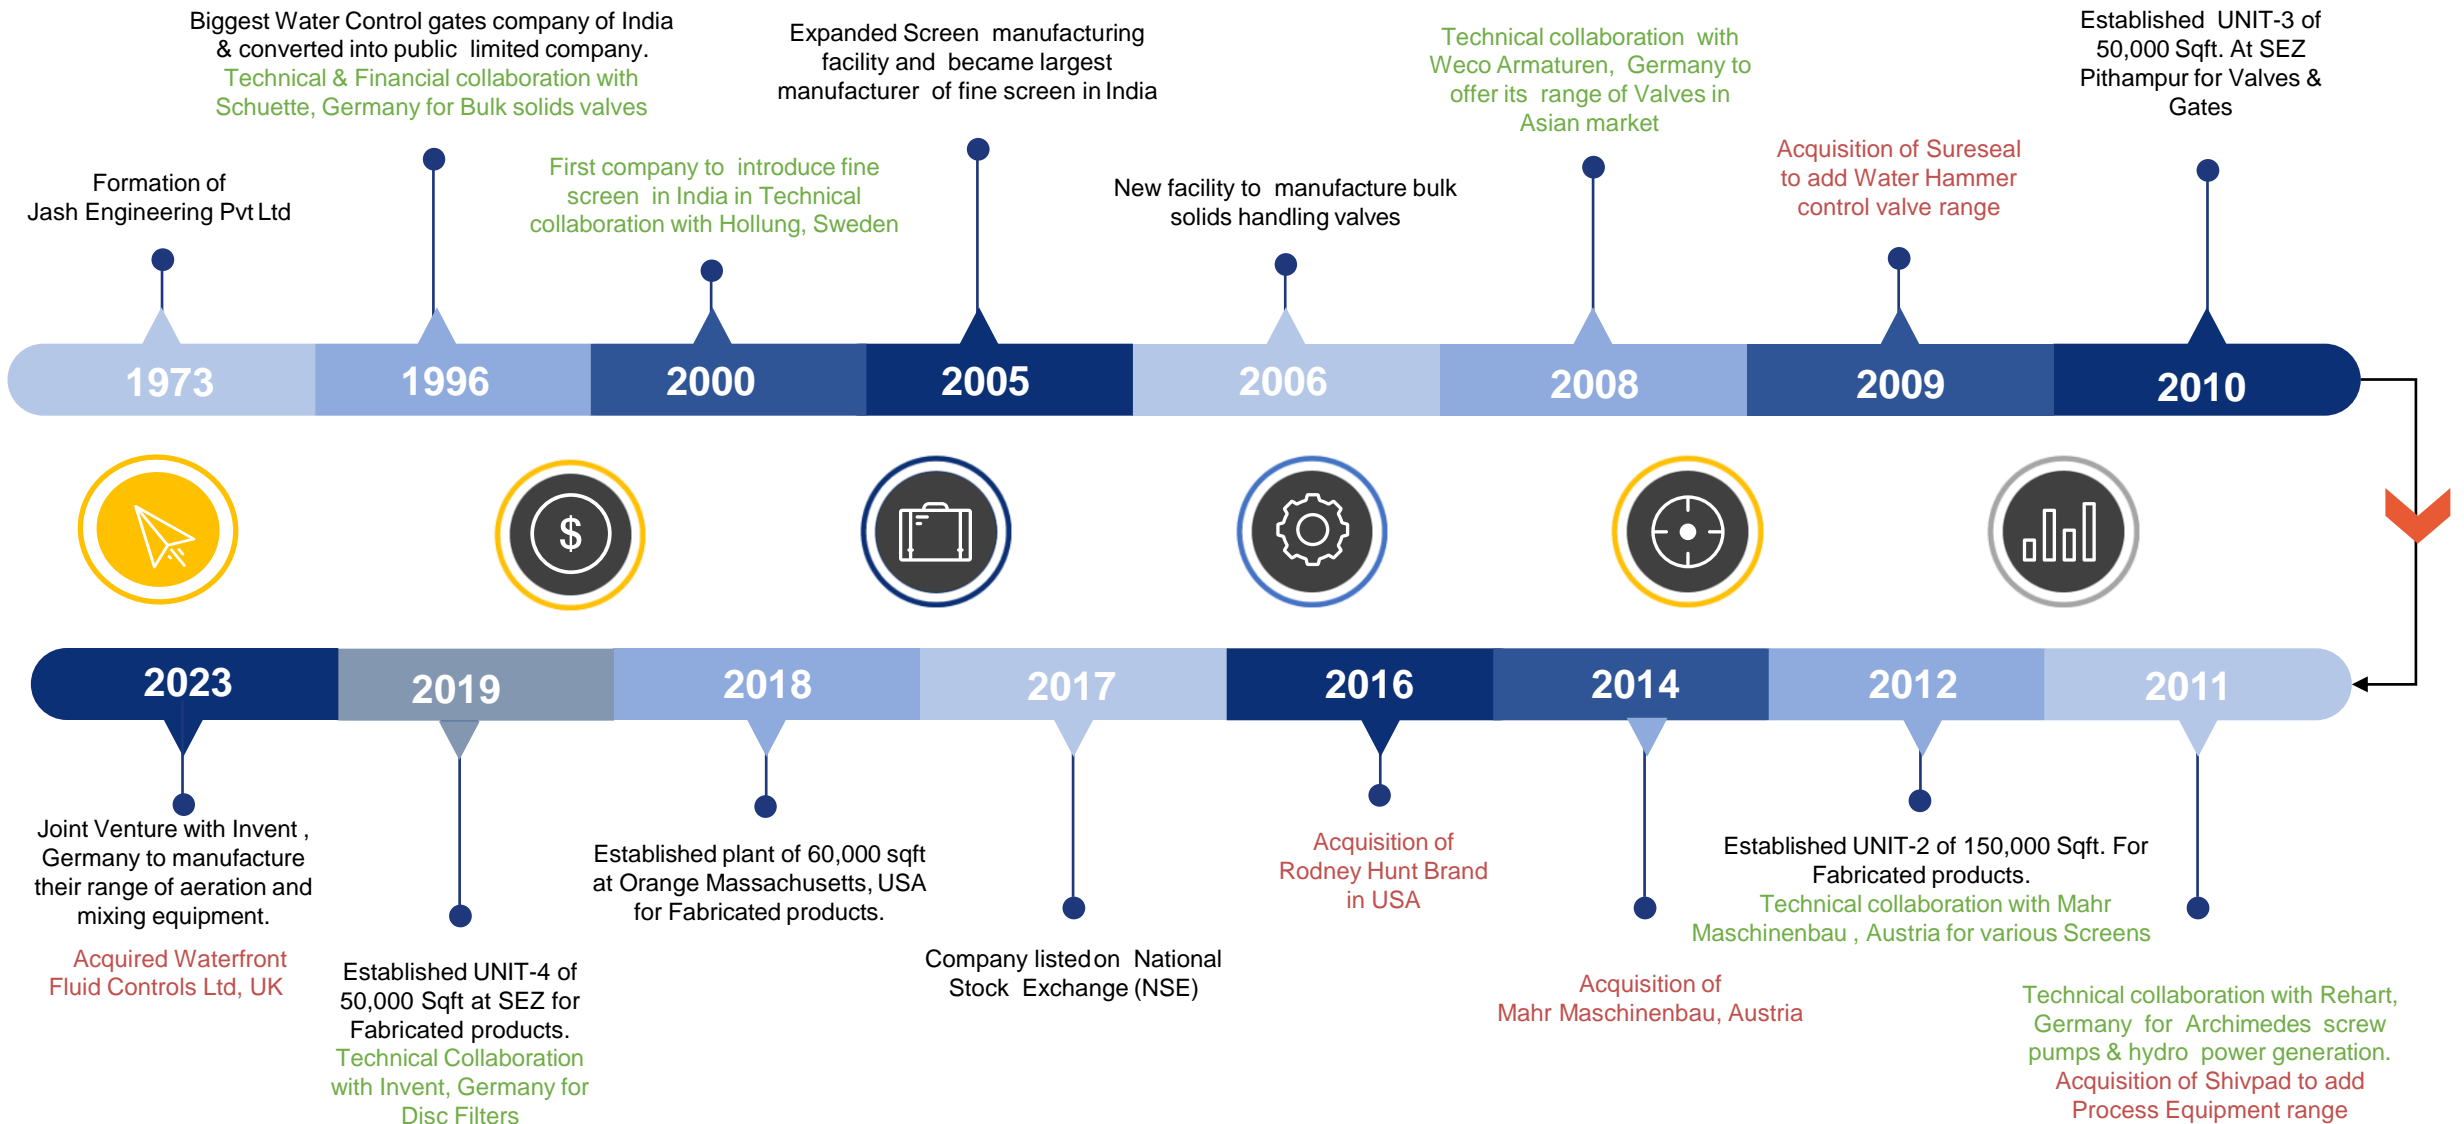 Formation of
Jash Engineering Pvt Ltd
1973
Biggest Water Control gates company of India
& converted into public limited company.
Technical & Financial collaboration with
Schuette, Germany for Bulk solids valves
1996
First company to introduce fine
screen in India in Technical
collaboration with Hollung, Sweden
2000
Expanded Screen manufacturing
facility and became largest
manufacturer of fine screen in India
2005
New facility to manufacture bulk
solids handling valves
2006
Technical collaboration with
Weco Armaturen, Germany to
offer its range of Valves in
Asian market
2008
Acquisition of Sureseal
to add Water Hammer
control valve range
2009
Established UNIT-3 of
50,000 Sqft. At SEZ
Pithampur for Valves &
Gates
2010
$
2011
Technical collaboration with Rehart,
Germany for Archimedes screw
pumps & hydro power generation.
Acquisition of Shivpad to add
Process Equipment range
2012
Established UNIT-2 of 150,000 Sqft. For
Fabricated products.
Technical collaboration with Mahr
Maschinenbau , Austria for various Screens
2014
Acquisition of
Mahr Maschinenbau, Austria
2016
Acquisition of
Rodney Hunt Brand
in USA
2017
Company listed on National
Stock Exchange (NSE)
2018
Established plant of 60,000 sqft
at Orange Massachusetts, USA
for Fabricated products.
2019
Established UNIT-4 of
50,000 Sqft at SEZ for
Fabricated products.
Technical Collaboration
with Invent, Germany for
Disc Filters
2023
Joint Venture with Invent ,
Germany to manufacture
their range of aeration and
mixing equipment.
Acquired Waterfront
Fluid Controls Ltd, UK